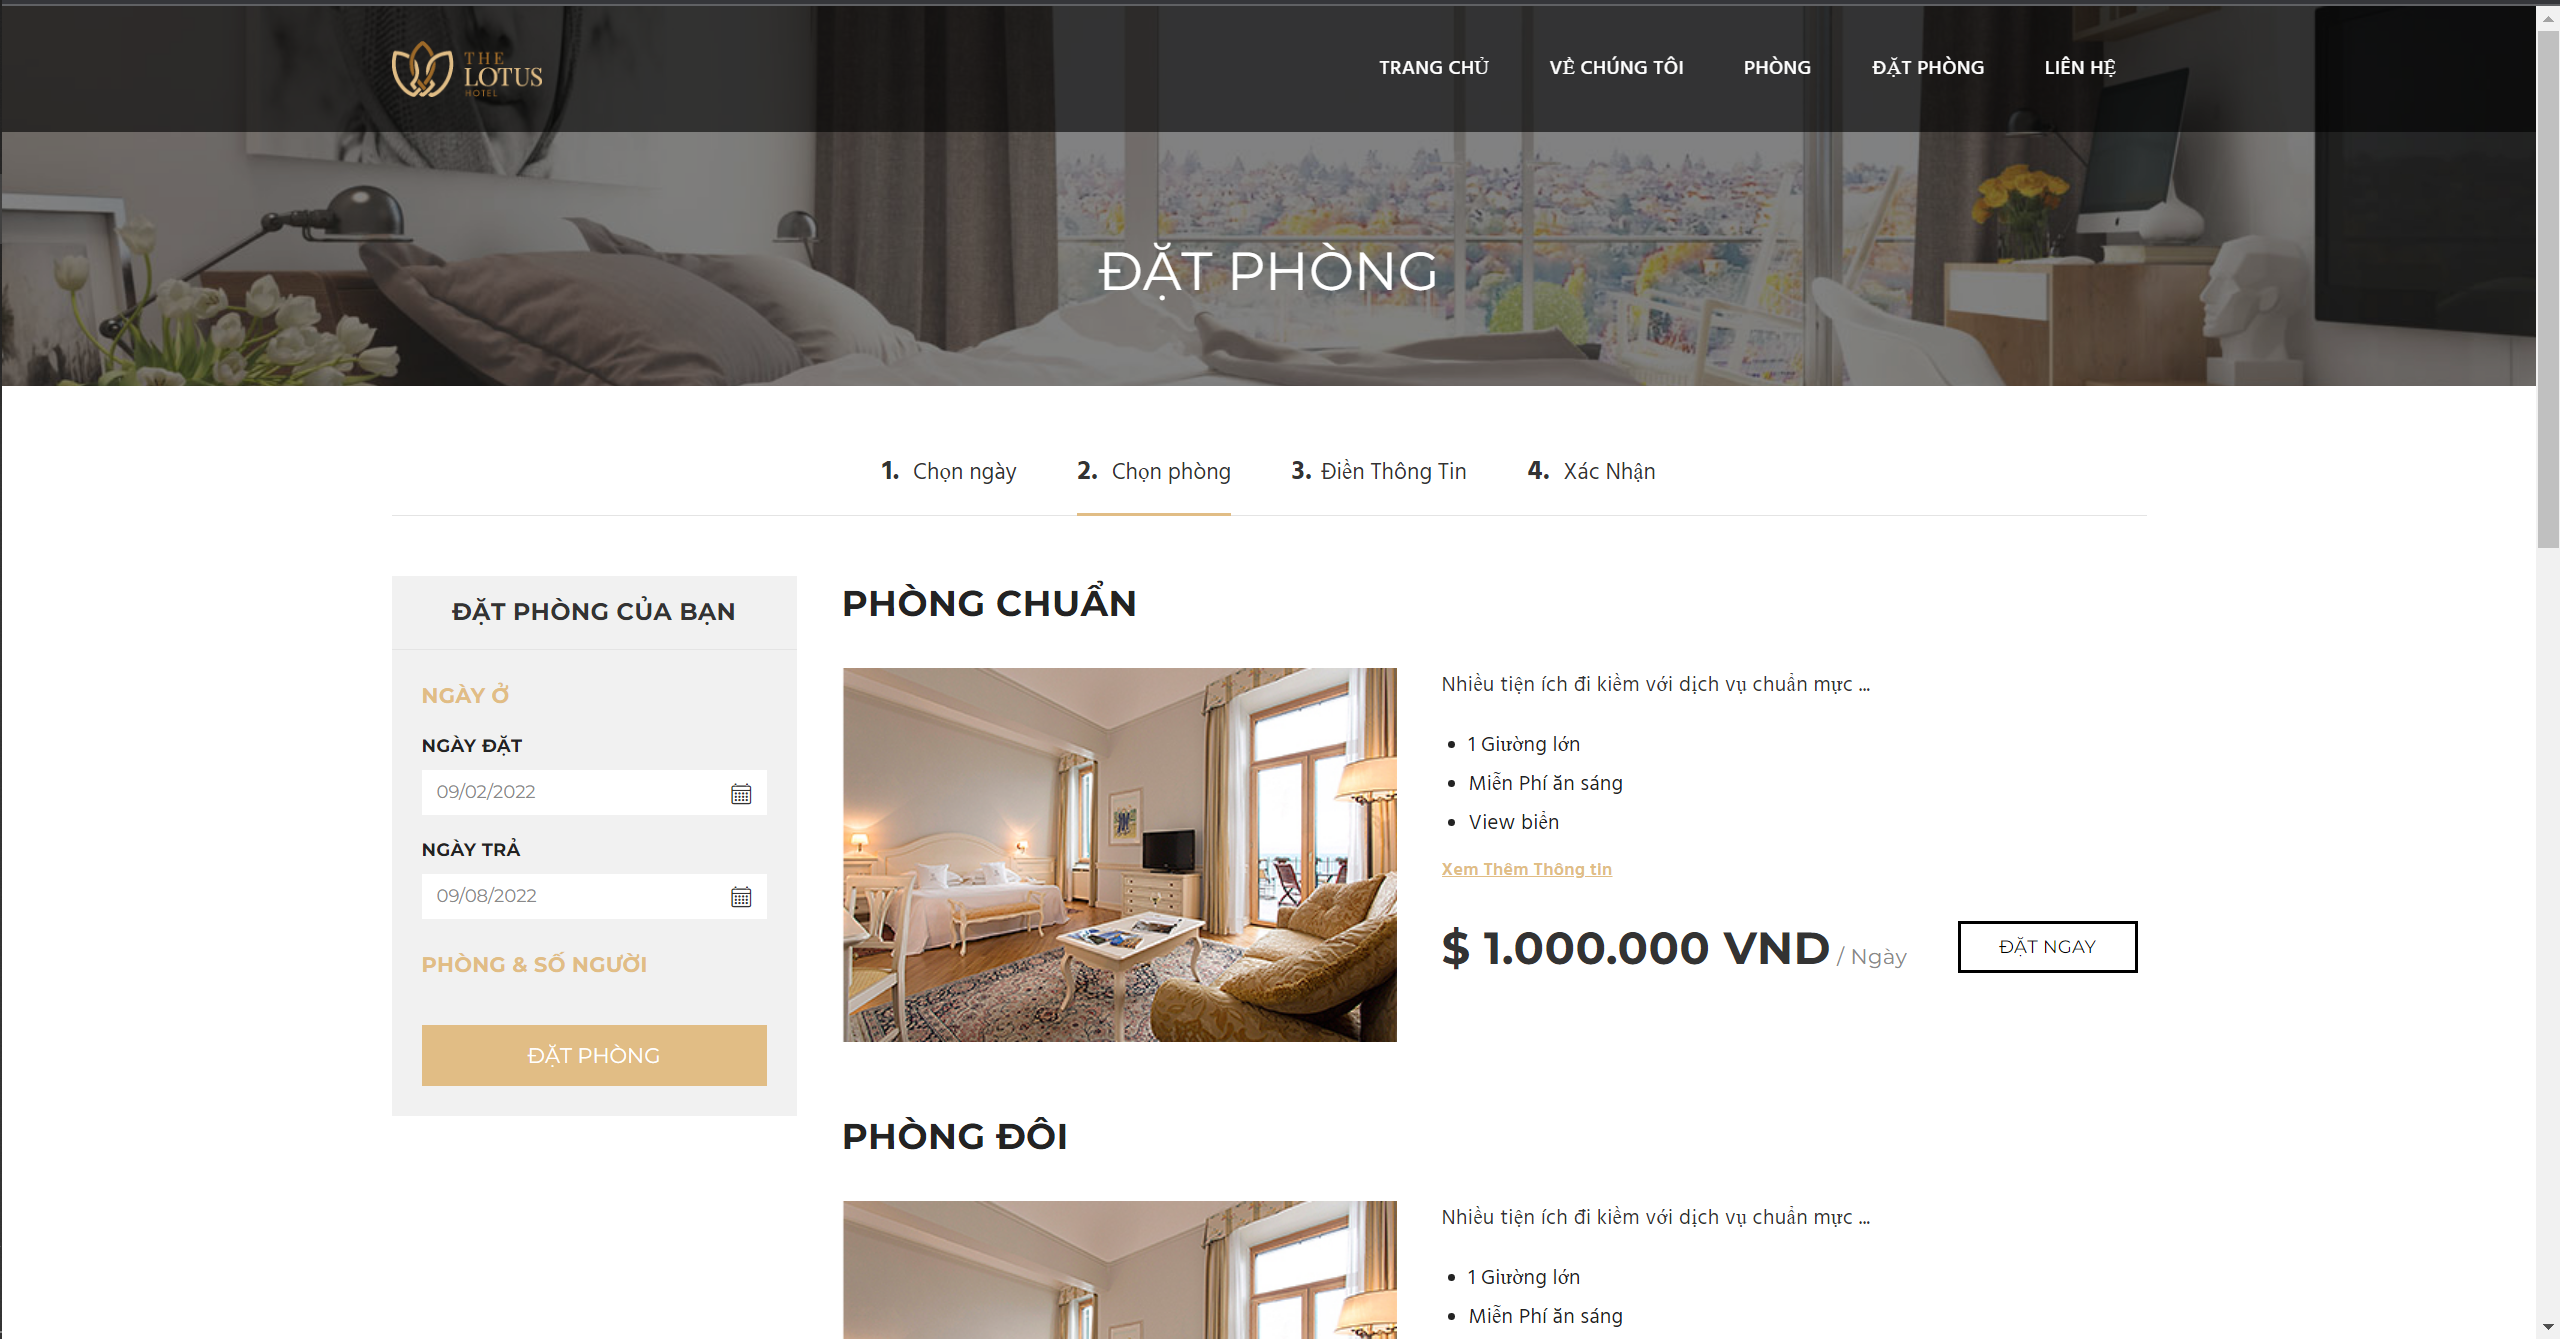 THE
LOTUS
HOTEL
TRANG CHỦ
VỀ CHÚNG TÔI
PHÒNG
ĐẶT PHÒNG
LIÊN HỆ
ĐẶT PHÒNG
1. Chọn ngày
2. Chọn phòng
3. Điền Thông Tin
4. Xác Nhận
ĐẶT PHÒNG CỦA BẠN
NGÀY Ở
NGÀY ĐẶT
09/02/2022
NGÀY TRẢ
09/08/2022
PHÒNG & SỐ NGƯỜI
ĐẶT PHÒNG
PHÒNG CHUẨN
Nhiều tiện ích đi kiềm với dịch vụ chuẩn mực ...
1 Giường lớn
Miễn Phí ăn sáng
View biển
Xem Thêm Thông tin
$ 1.000.000 VND / Ngày
ĐẶT NGAY
PHÒNG ĐÔI
Nhiều tiện ích đi kiềm với dịch vụ chuẩn mực ...
1 Giường lớn
Miễn Phí ăn sáng